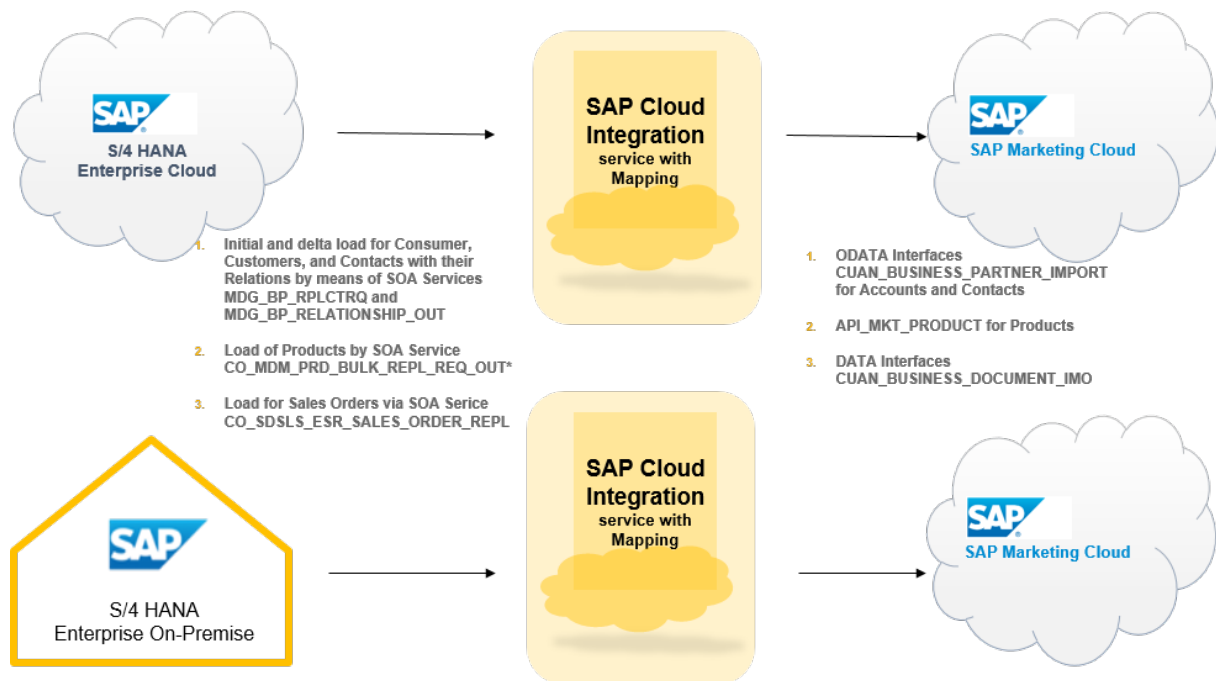 SAP
S/4 HANA
Enterprise Cloud
SAP Cloud
Integration
service with
Mapping
SAP
SAP Marketing Cloud
1. Initial and delta load for Consumer,
Customers, and Contacts with their
Relations by means of SOA Services
MDG_BP_RPLCTRQ and
MDG_BP_RELATIONSHIP_OUT
2. Load of Products by SOA Service
CO_MDM_PRD_BULK_REPL_REQ_OUT*
3. Load for Sales Orders via SOA Serice
CO_SDSLS_ESR_SALES_ORDER_REPL
1. ODATA Interfaces
CUAN_BUSINESS_PARTNER_IMPORT
for Accounts and Contacts
2. API_MKT_PRODUCT for Products
3. DATA Interfaces
CUAN_BUSINESS_DOCUMENT_IMO
SAP
S/4 HANA
Enterprise On-Premise
SAP Cloud
Integration
service with
Mapping
SAP
SAP Marketing Cloud